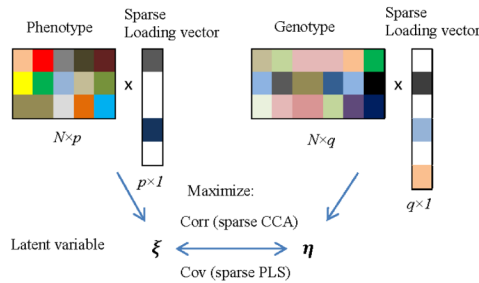 Phenotype
Sparse
Loading vector
Genotype
Sparse
Loading vector
x
x
N×p
N×q
p×1
q×1
Maximize:
Corr (sparse CCA)
Latent variable
ξ
η
Cov (sparse PLS)